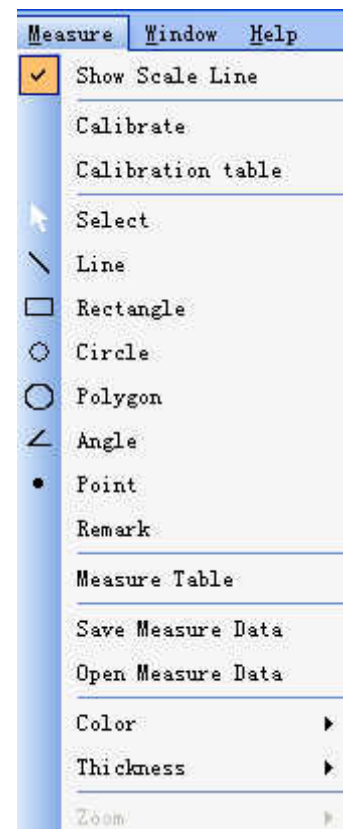 Measure Window Help
Show Scale Line
Calibrate
Calibration table
Select
Line
Rectangle
Circle
Polygon
Angle
Point
Remark
Measure Table
Save Measure Data
Open Measure Data
Color
Thickness
Zoom